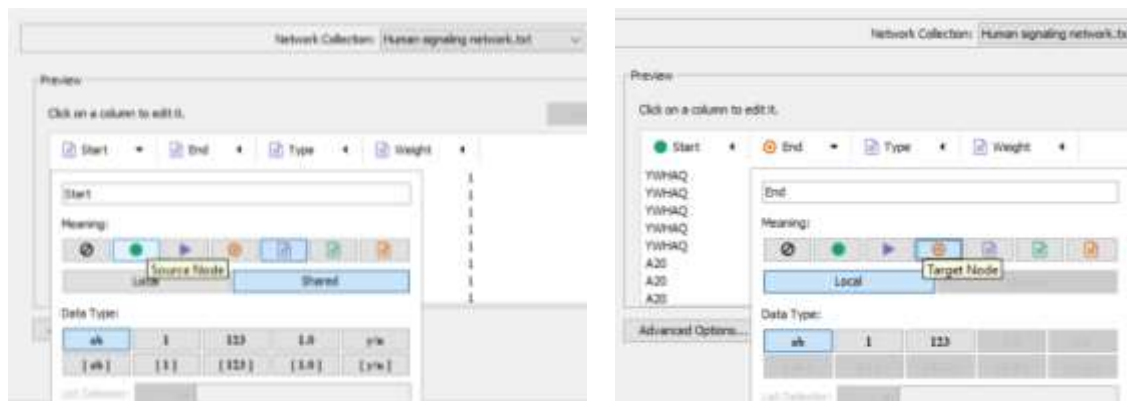 Network Collection: Human signaling network.txt
Preview
Click on a column to edit it.
Start End Type Weight
1
Start
1
1
Meaning:
1
1
1
Source Node
1
Local Shared
1
Data Type:
ab 1 123 1.0 y/n
[ ab ] [ 1 ] [ 123 ] [ 1.0 ] [ y/n ]
Network Collection: Human signaling network.
Preview
Click on a column to edit it.
Start End Type Weight
YWHAQ
YWHAQ
End
YWHAQ
YWHAQ
Meaning:
YWHAQ
A20
Target Node
A20
Local
A20
Advanced Options...
Data Type:
ab 1 123